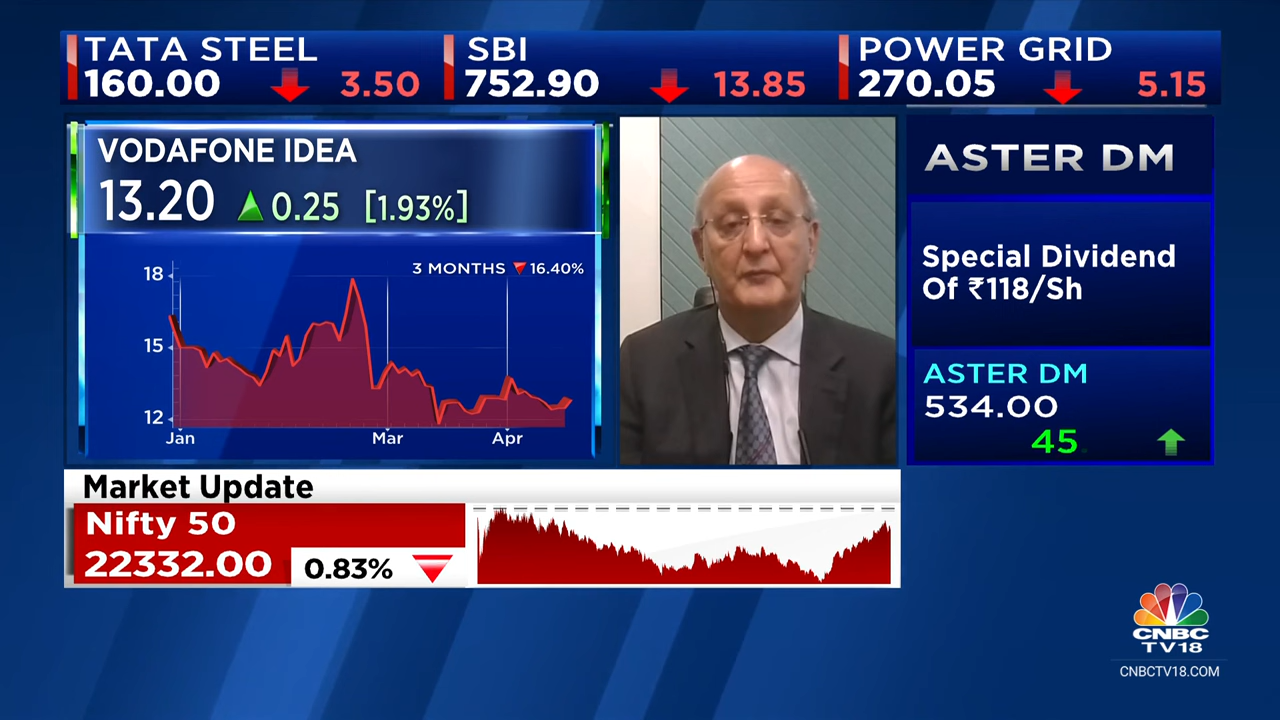 TATA STEEL
160.00 3.50
SBI
752.90 13.85
POWER GRID
270.05 5.15
VODAFONE IDEA
13.20 0.25 [1.93%]
3 MONTHS 16.40%
18
15
12
Jan Mar Apr
ASTER DM
Special Dividend
Of ₹118/Sh
ASTER DM
534.00
45
Market Update
Nifty 50
22332.00 0.83%
CNBC
TV18
CNBCTV18.COM